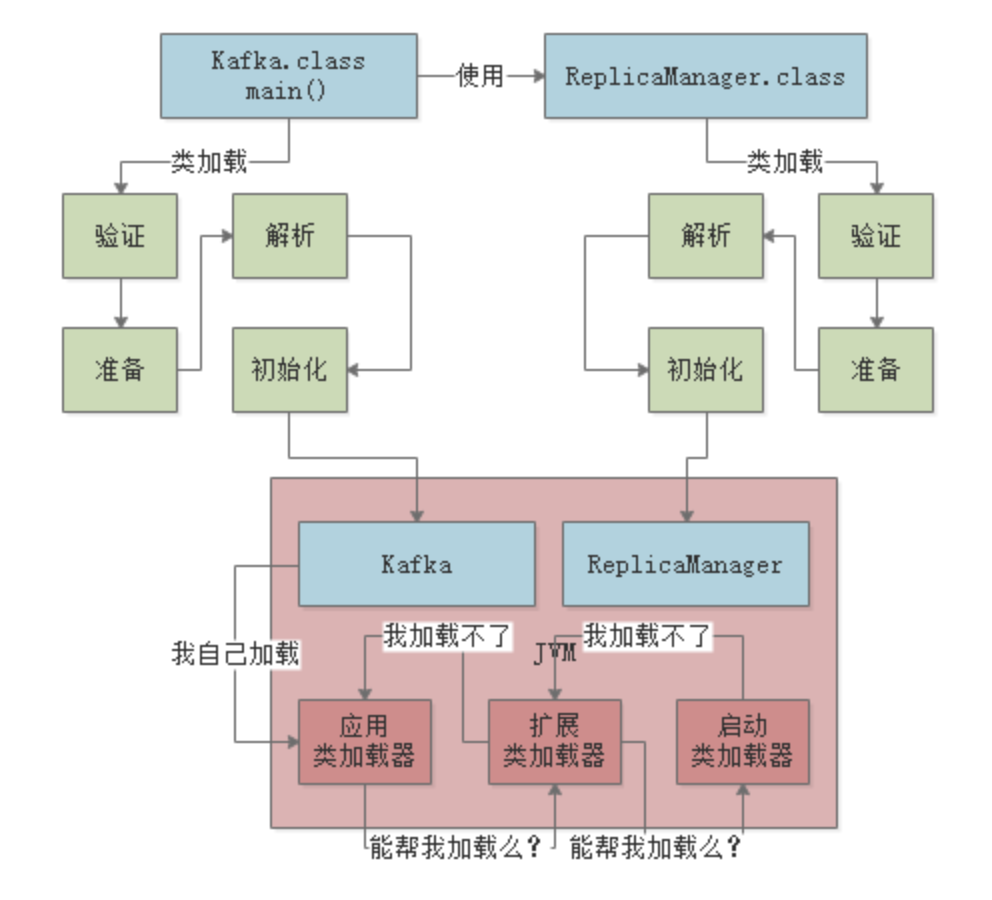 Kafka.class
main()
使用
ReplicaManager.class
类加载
类加载
验证
解析
解析
验证
准备
初始化
初始化
准备
Kafka
ReplicaManager
我加载不了
我加载不了
我自己加载
JVM
应用
类加载器
扩展
类加载器
启动
类加载器
能帮我加载么？
能帮我加载么？